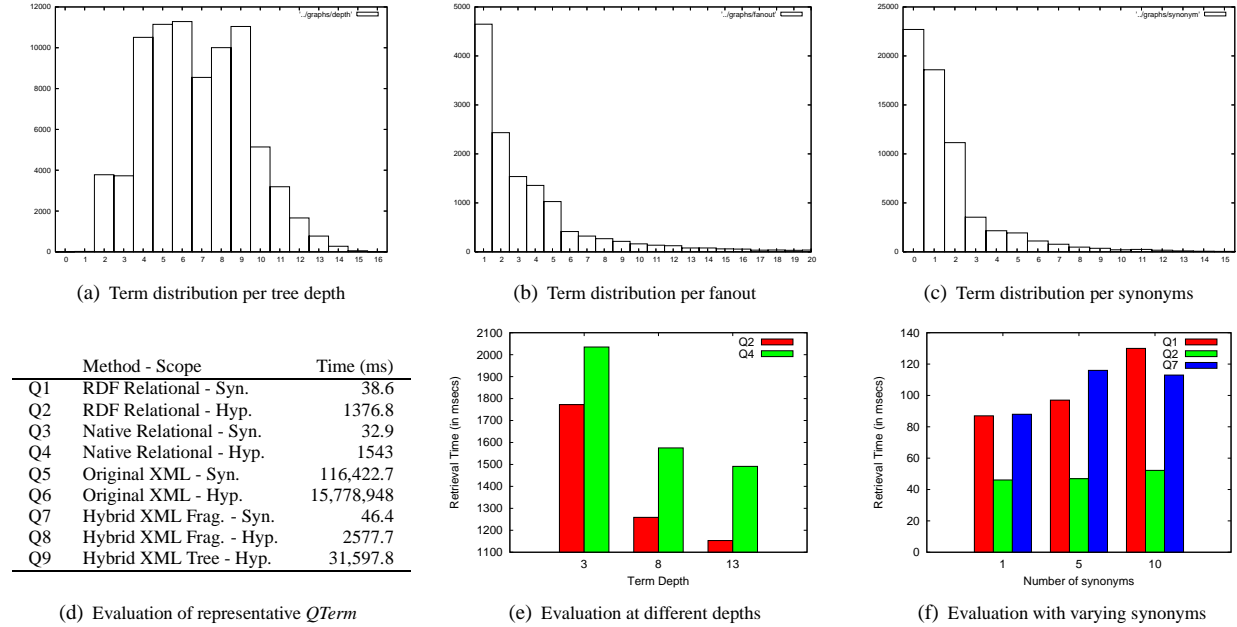 '../graphs/depth'
12000
10000
8000
6000
4000
2000
0
0 1 2 3 4 5 6 7 8 9 10 11 12 13 14 15 16
(a) Term distribution per tree depth
'../graphs/fanout'
5000
4000
3000
2000
1000
0
1 2 3 4 5 6 7 8 9 10 11 12 13 14 15 16 17 18 19 20
(b) Term distribution per fanout
'../graphs/synonym'
25000
20000
15000
10000
5000
0
0 1 2 3 4 5 6 7 8 9 10 11 12 13 14 15
(c) Term distribution per synonyms
Method - Scope Time (ms)
Q1 RDF Relational - Syn. 38.6
Q2 RDF Relational - Hyp. 1376.8
Q3 Native Relational - Syn. 32.9
Q4 Native Relational - Hyp. 1543
Q5 Original XML - Syn. 116,422.7
Q6 Original XML - Hyp. 15,778,948
Q7 Hybrid XML Frag. - Syn. 46.4
Q8 Hybrid XML Frag. - Hyp. 2577.7
Q9 Hybrid XML Tree - Hyp. 31,597.8
(d) Evaluation of representative QTerm
Q2
Q4
2100
2000
1900
1800
1700
1600
1500
1400
1300
1200
1100
Retrieval Time (in msecs)
3 8 13
Term Depth
(e) Evaluation at different depths
Q1
Q2
Q7
140
120
100
80
60
40
20
0
Retrieval Time (in msecs)
1 5 10
Number of synonyms
(f) Evaluation with varying synonyms